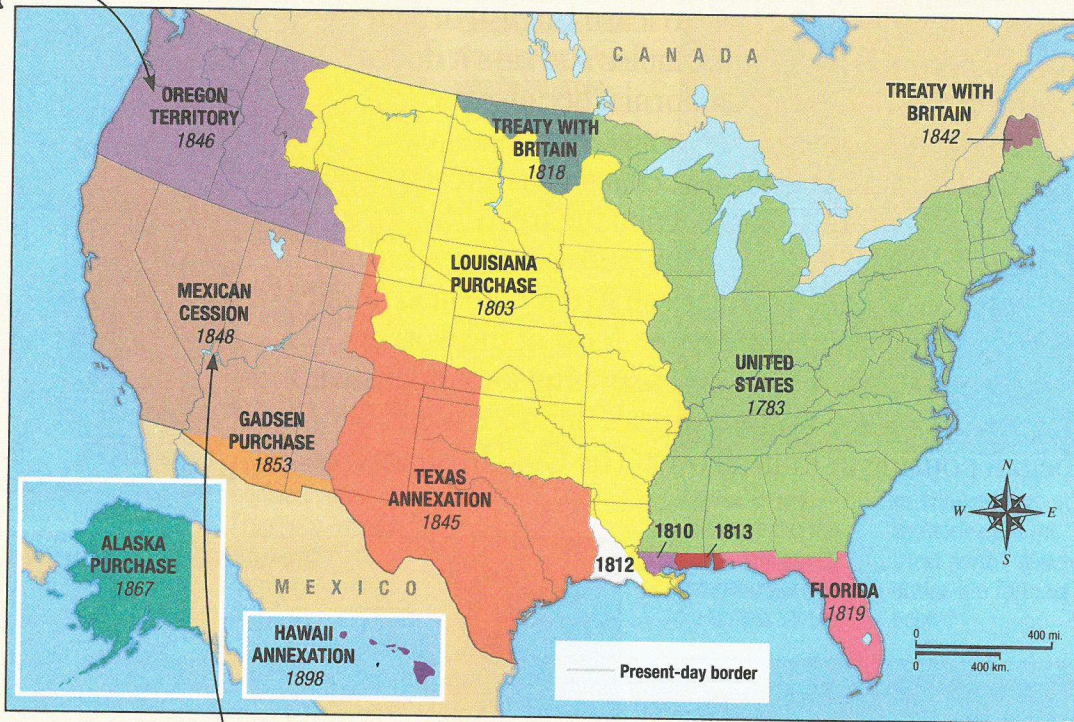 CANADA
OREGON
TERRITORY
1846
TREATY WITH
BRITAIN
1818
TREATY WITH
BRITAIN
1842
LOUISIANA
PURCHASE
1803
MEXICAN
CESSION
1848
UNITED
STATES
1783
GADSEN
PURCHASE
1853
TEXAS
ANNEXATION
1845
1810
1813
1812
FLORIDA
1819
N
W
E
S
ALASKA
PURCHASE
1867
MEXICO
HAWAII
ANNEXATION
1898
Present-day border
0 400 mi.
0 400 km.